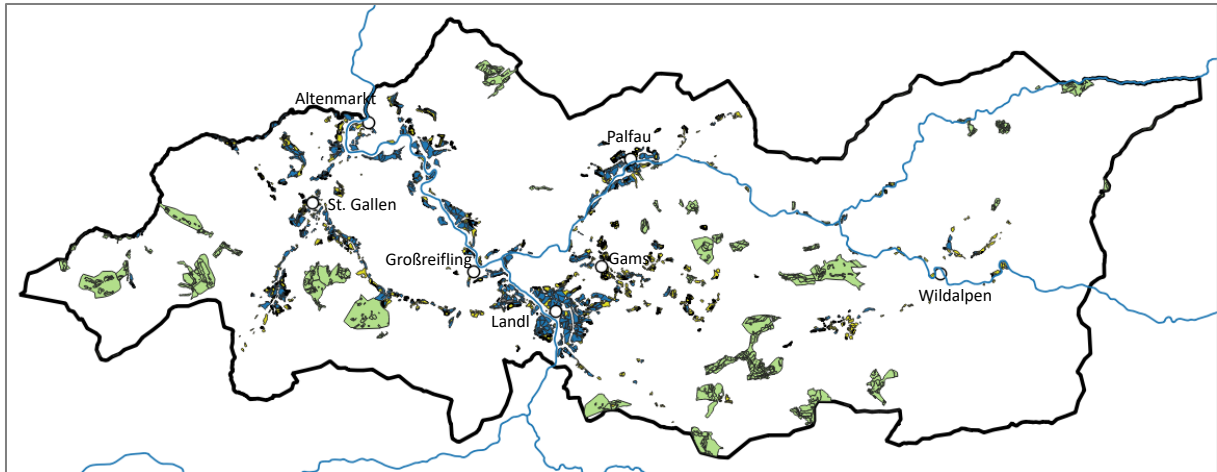 Altenmarkt
Palfau
St. Gallen
Großreifling
Gams
Wildalpen
Landl